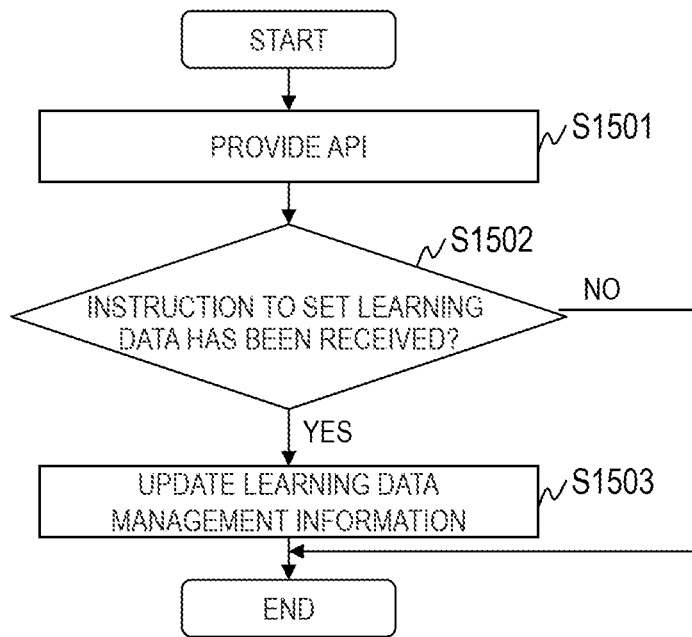 START
PROVIDE API
S1501
S1502
INSTRUCTION TO SET LEARNING
DATA HAS BEEN RECEIVED?
NO
YES
UPDATE LEARNING DATA
MANAGEMENT INFORMATION
S1503
END